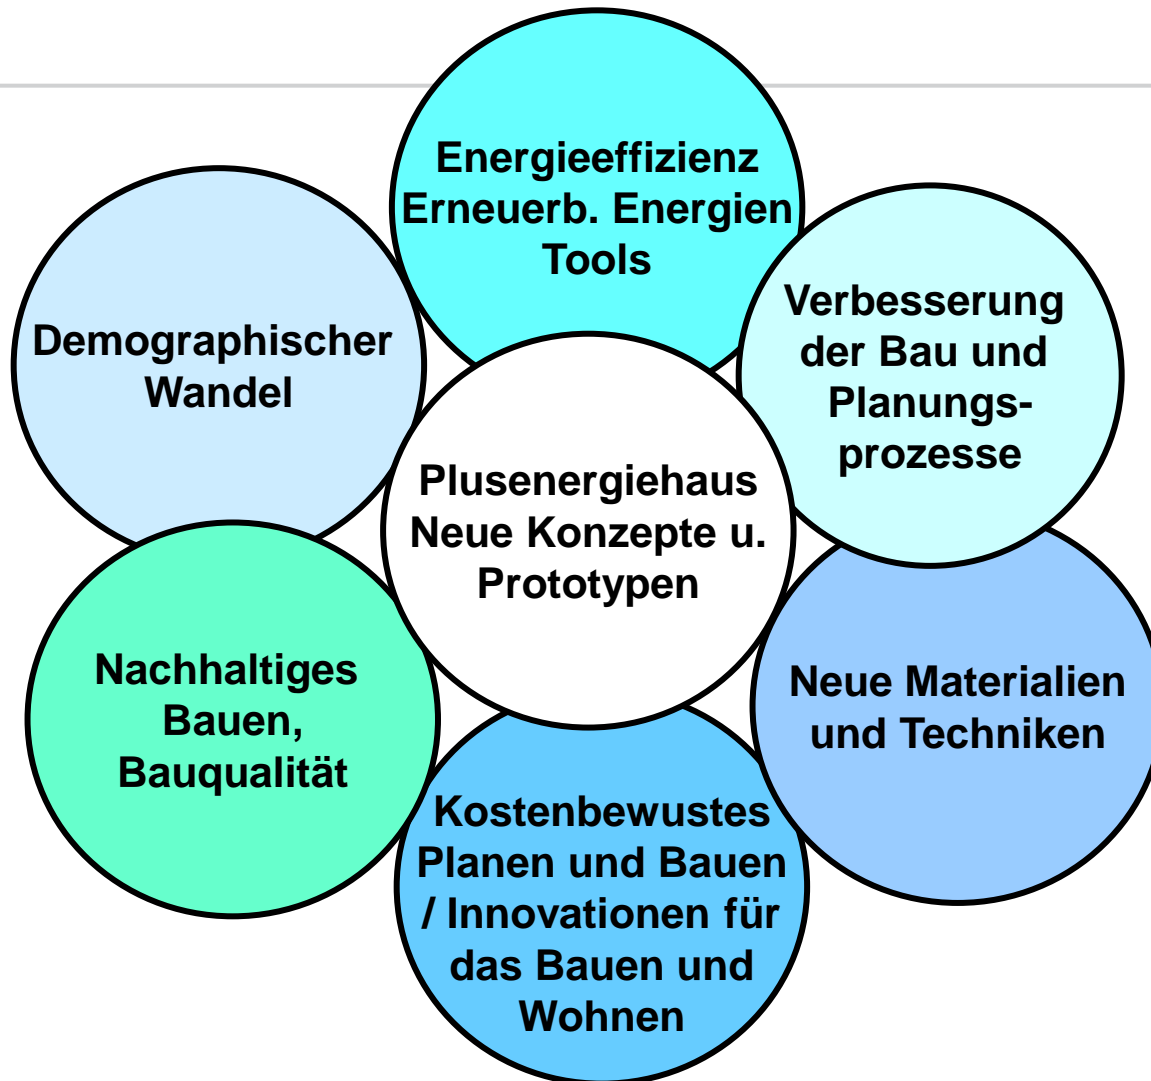 Energieeffizienz
Erneuerb. Energien
Tools
Verbesserung
der Bau und
Planungs-
prozesse
Demographischer
Wandel
Plusenergiehaus
Neue Konzepte u.
Prototypen
Nachhaltiges
Bauen,
Bauqualität
Neue Materialien
und Techniken
Kostenbewustes
Planen und Bauen
/ Innovationen für
das Bauen und
Wohnen